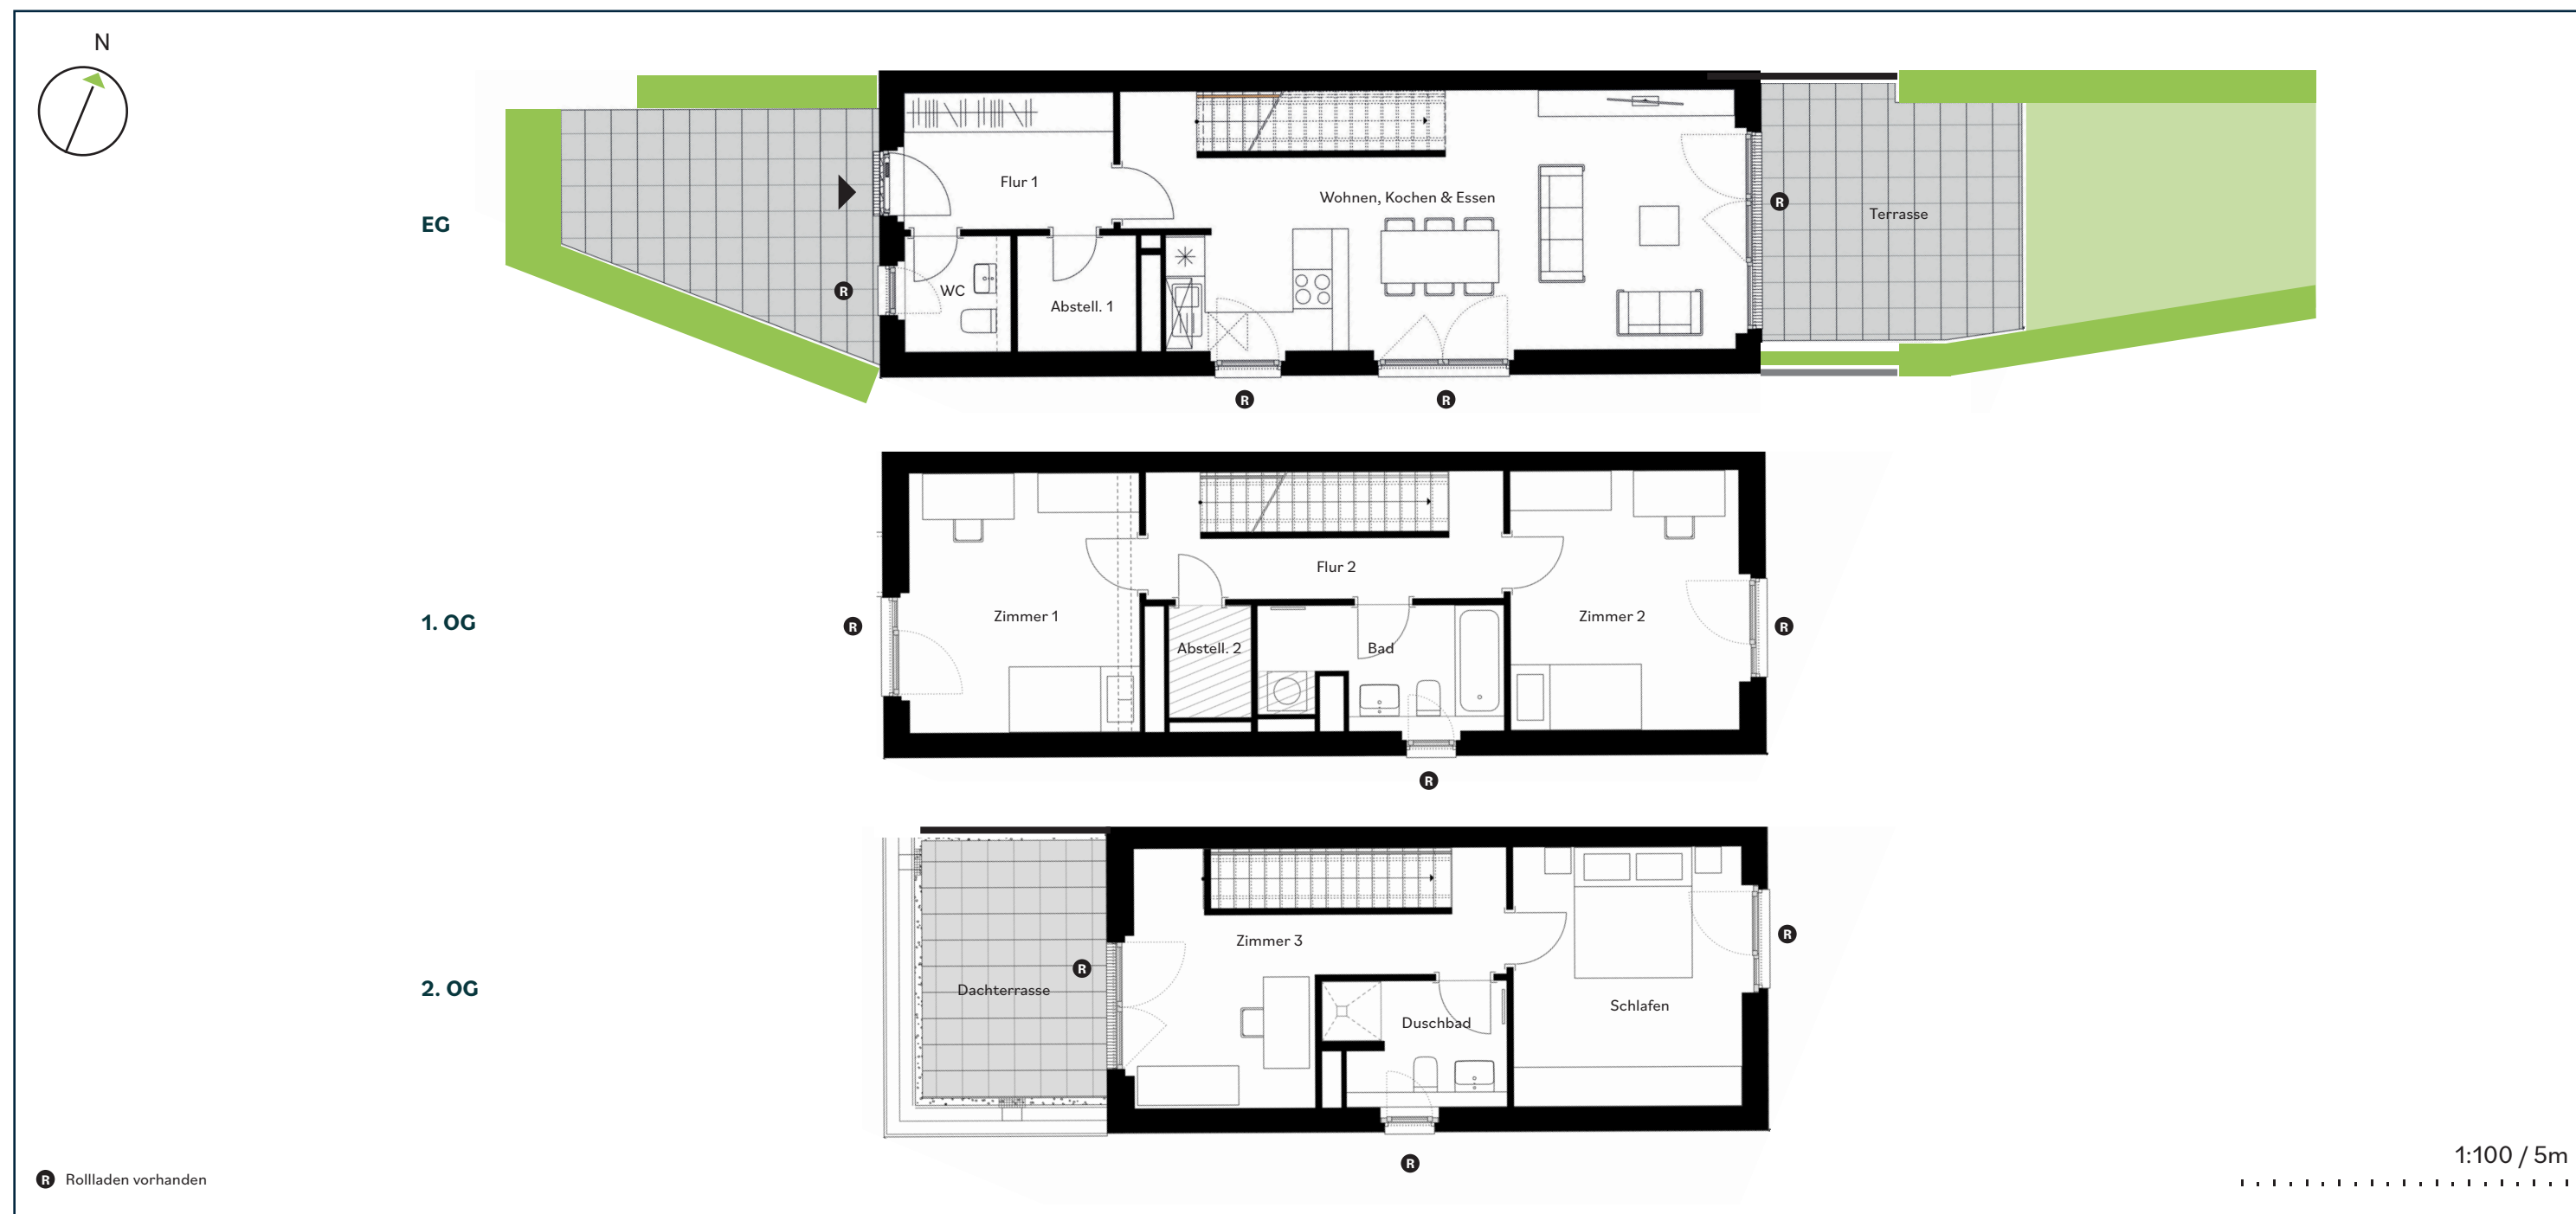 N
EG
Flur 1
Wohnen, Kochen & Essen
R
Terrasse
R
WC
Abstell. 1
R
R
1. OG
Flur 2
Zimmer 1
Zimmer 2
R
R
Abstell. 2
Bad
R
2. OG
Zimmer 3
R
R
Dachterrasse
Schlafen
Duschbad
R
1:100 / 5m
R Rollladen vorhanden